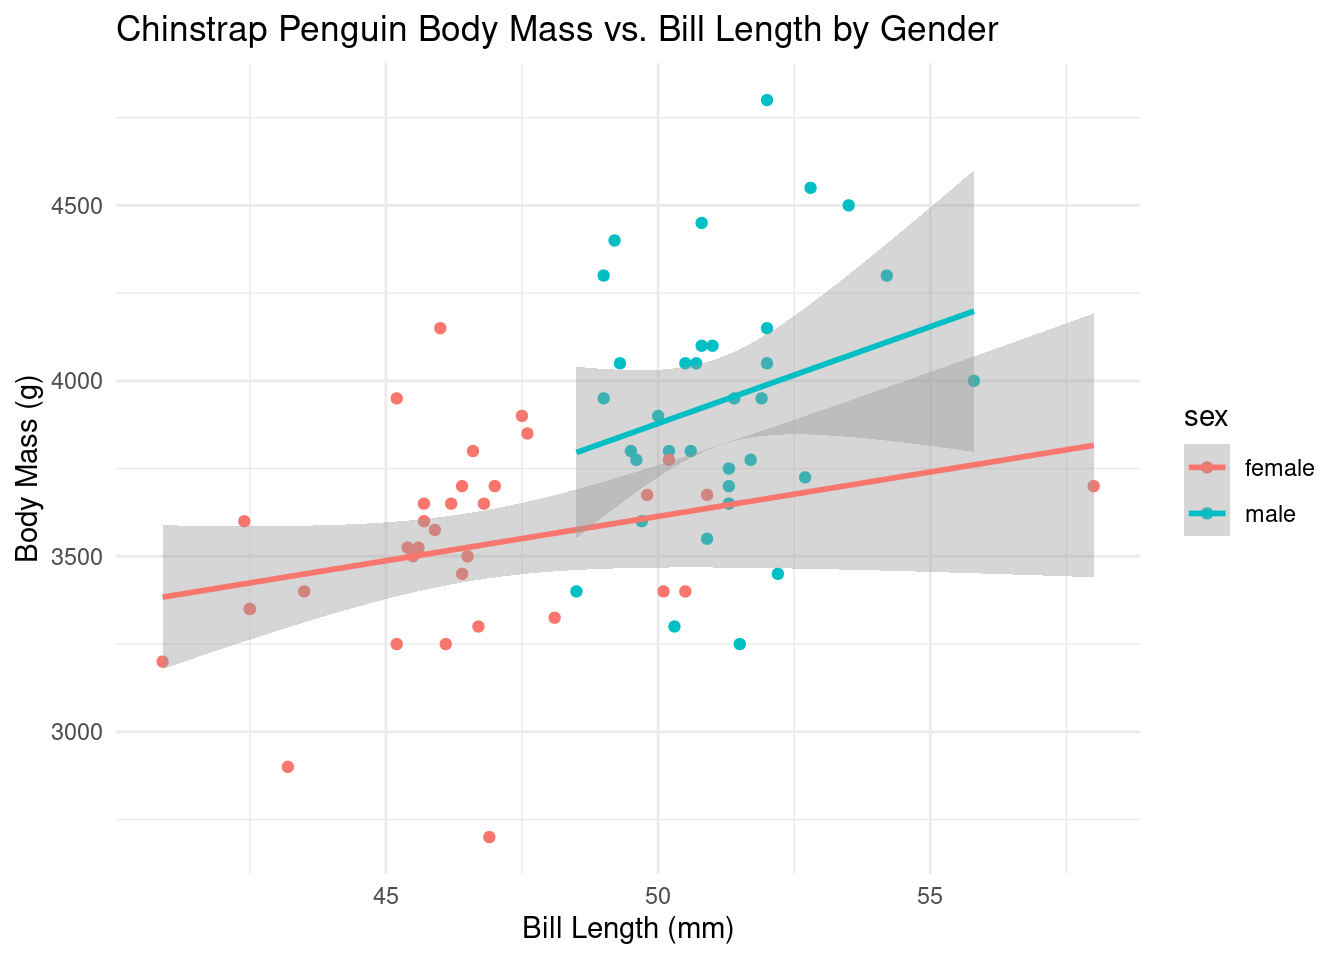 Chinstrap Penguin Body Mass vs. Bill Length by Gender
Body Mass (g)
4500
4000
3500
3000
45 50 55
Bill Length (mm)
sex
female
male